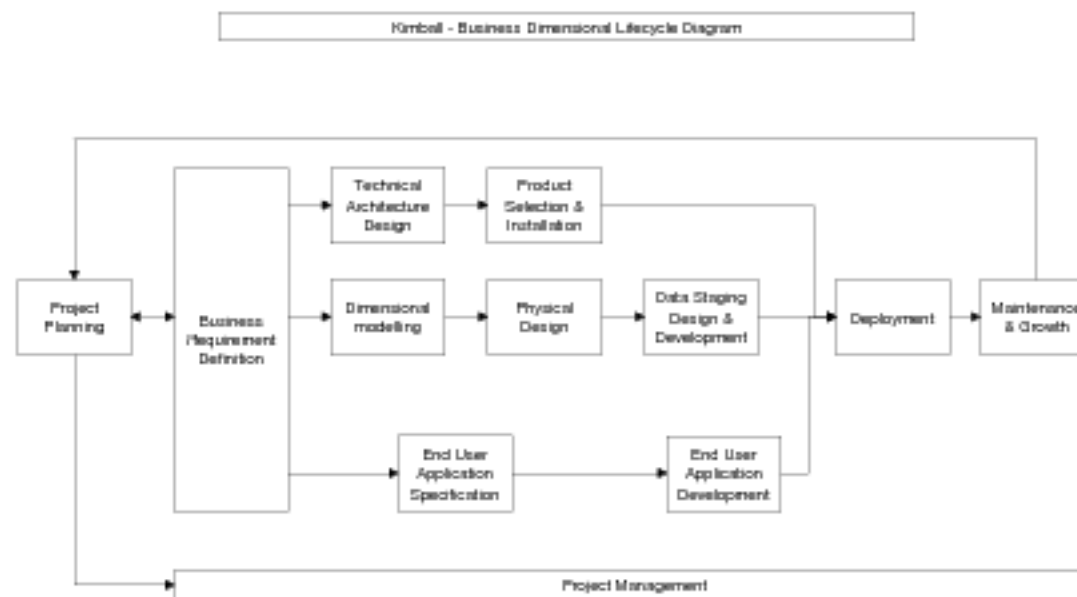 Kimball - Business Dimensional Lifecycle Diagram
Technical
Architecture
Design
Product
Selection &
Installation
Project
Planning
Business
Requirement
Definition
Dimensional
modelling
Physical
Design
Data Staging
Design &
Development
Deployment
Maintenance
& Growth
End User
Application
Specification
End User
Application
Development
Project Management